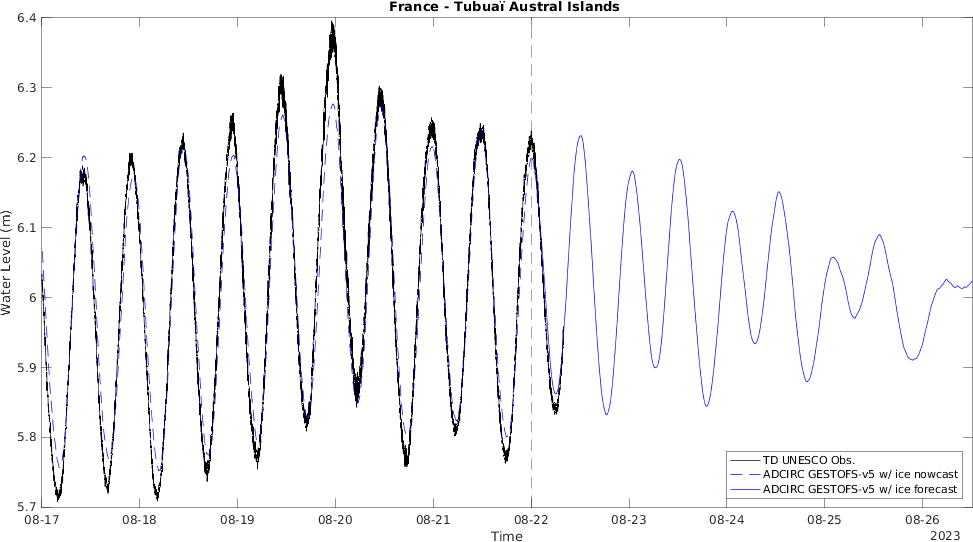 France - Tubuaï Austral Islands
6.4
6.3
6.2
6.1
6
5.9
5.8
5.7
Water Level (m)
08-17 08-18 08-19 08-20 08-21 08-22 08-23 08-24 08-25 08-26
Time
2023
TD UNESCO Obs.
ADCIRC GESTOFS-v5 w/ ice nowcast
ADCIRC GESTOFS-v5 w/ ice forecast